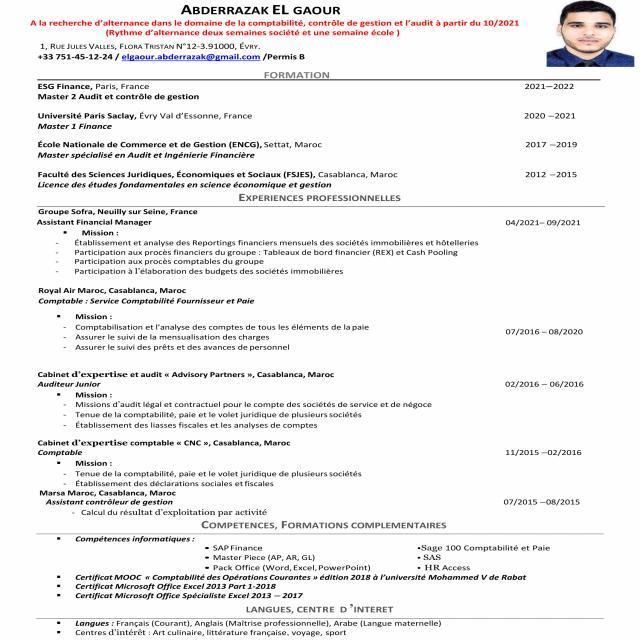 ABDERRAZAK EL GAOUR
A la recherche d'alternance dans le domaine de la comptabilité, contrôle de gestion et l'audit à partir du 10/2021
(Rythme d'alternance deux semaines société et une semaine école )
1, RUE JULES VALLES, FLORA TRISTAN N°12-3.91000, ÉVRY.
+33 751-45-12-24 / elgaour.abderrazak@gmail.com /Permis B
FORMATION
ESG Finance, Paris, France 2021–2022
Master 2 Audit et contrôle de gestion
Université Paris Saclay, Évry Val d'Essonne, France 2020 –2021
Master 1 Finance
École Nationale de Commerce et de Gestion (ENCG), Settat, Maroc 2017 –2019
Master spécialisé en Audit et Ingénierie Financière
Faculté des Sciences Juridiques, Économiques et Sociaux (FSJES), Casablanca, Maroc 2012 –2015
Licence des études fondamentales en science économique et gestion
EXPERIENCES PROFESSIONNELLES
Groupe Sofra, Neuilly sur Seine, France
Assistant Financial Manager 04/2021– 09/2021
▪ Mission :
- Établissement et analyse des Reportings financiers mensuels des sociétés immobilières et hôtelleries
- Participation aux procès financiers du groupe : Tableaux de bord financier (REX) et Cash Pooling
- Participation aux procès comptables du groupe
- Participation à l'élaboration des budgets des sociétés immobilières
Royal Air Maroc, Casablanca, Maroc
Comptable : Service Comptabilité Fournisseur et Paie
▪ Mission :
- Comptabilisation et l'analyse des comptes de tous les éléments de la paie
07/2016 – 08/2020
- Assurer le suivi de la mensualisation des charges
- Assurer le suivi des prêts et des avances de personnel
Cabinet d'expertise et audit « Advisory Partners », Casablanca, Maroc
Auditeur Junior 02/2016 – 06/2016
▪ Mission :
- Missions d'audit légal et contractuel pour le compte des sociétés de service et de négoce
- Tenue de la comptabilité, paie et le volet juridique de plusieurs sociétés
- Établissement des liasses fiscales et les analyses de comptes
Cabinet d'expertise comptable « CNC », Casablanca, Maroc
Comptable 11/2015 –02/2016
▪ Mission :
- Tenue de la comptabilité, paie et le volet juridique de plusieurs sociétés
- Établissement des déclarations sociales et fiscales
Marsa Maroc, Casablanca, Maroc
Assistant contrôleur de gestion 07/2015 –08/2015
- Calcul du résultat d'exploitation par activité
COMPETENCES, FORMATIONS COMPLEMENTAIRES
▪ Compétences informatiques :
• SAP Finance •Sage 100 Comptabilité et Paie
• Master Piece (AP, AR, GL) • SAS
• Pack Office (Word, Excel, PowerPoint) • HR Access
▪ Certificat MOOC « Comptabilité des Opérations Courantes » édition 2018 à l'université Mohammed V de Rabat
▪ Certificat Microsoft Office Excel 2013 Part 1-2018
▪ Certificat Microsoft Office Spécialiste Excel 2013 – 2017
LANGUES, CENTRE D'INTERET
▪ Langues : Français (Courant), Anglais (Maîtrise professionnelle), Arabe (Langue maternelle)
▪ Centres d'intérêt : Art culinaire, littérature française, voyage, sport